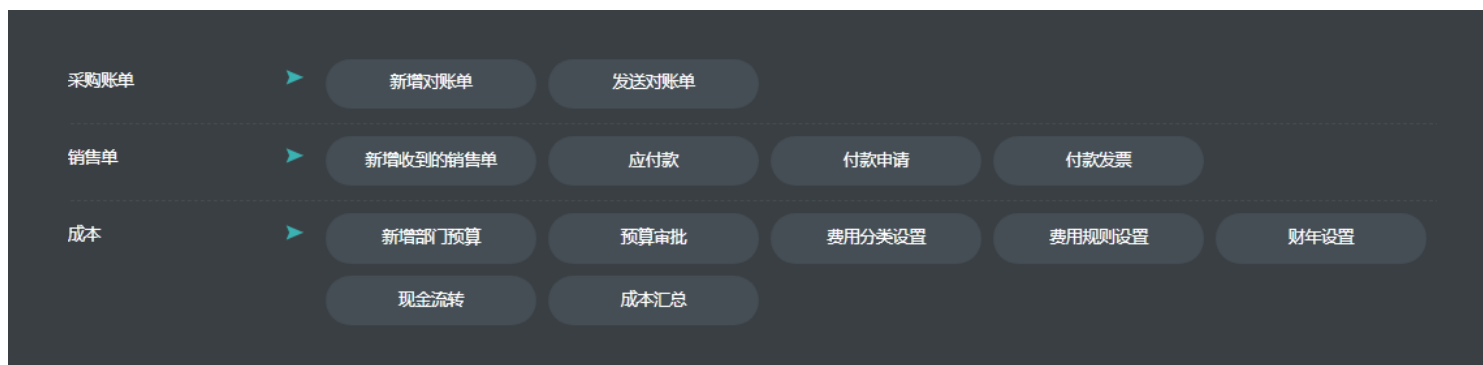 采购账单 新增对账单 发送对账单
销售单 新增收到的销售单 应付款 付款申请 付款发票
成本 新增部门预算 预算审批 费用分类设置 费用规则设置 财年设置
现金流转 成本汇总